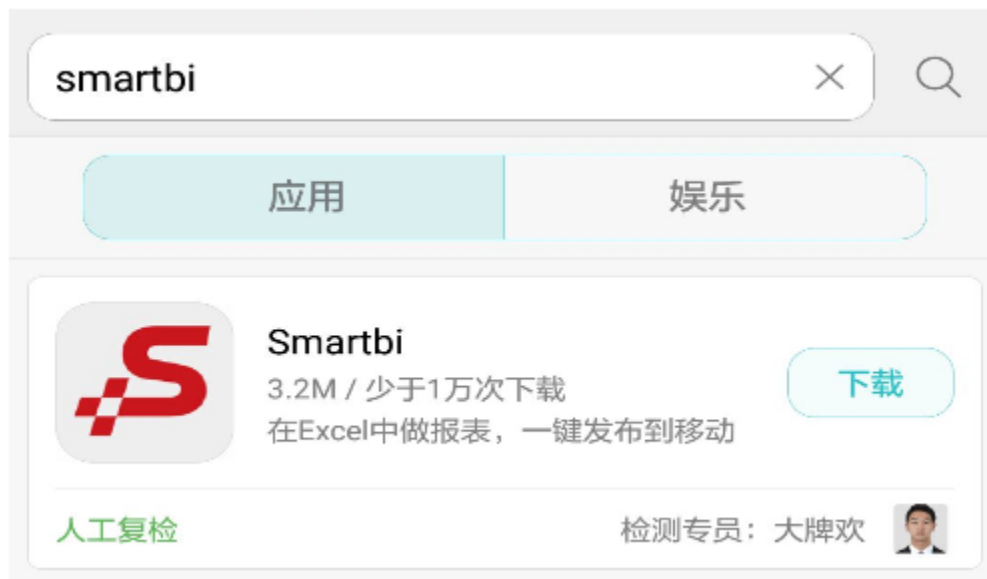 smartbi
应用 娱乐
Smartbi
3.2M / 少于1万次下载
下载
在Excel中做报表，一键发布到移动
人工复检 检测专员：大牌欢